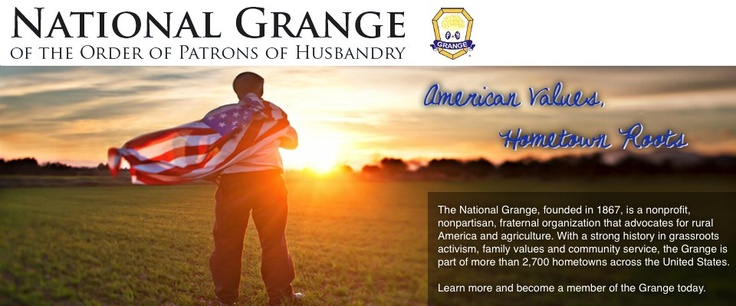 National Grange
of the Order of Patrons of Husbandry
GRANGE
American Values,
Hometown Roots
The National Grange, founded in 1867, is a nonprofit,
nonpartisan, fraternal organization that advocates for rural
America and agriculture. With a strong history in grassroots
activism, family values and community service, the Grange is
part of more than 2,700 hometowns across the United States.
Learn more and become a member of the Grange today.